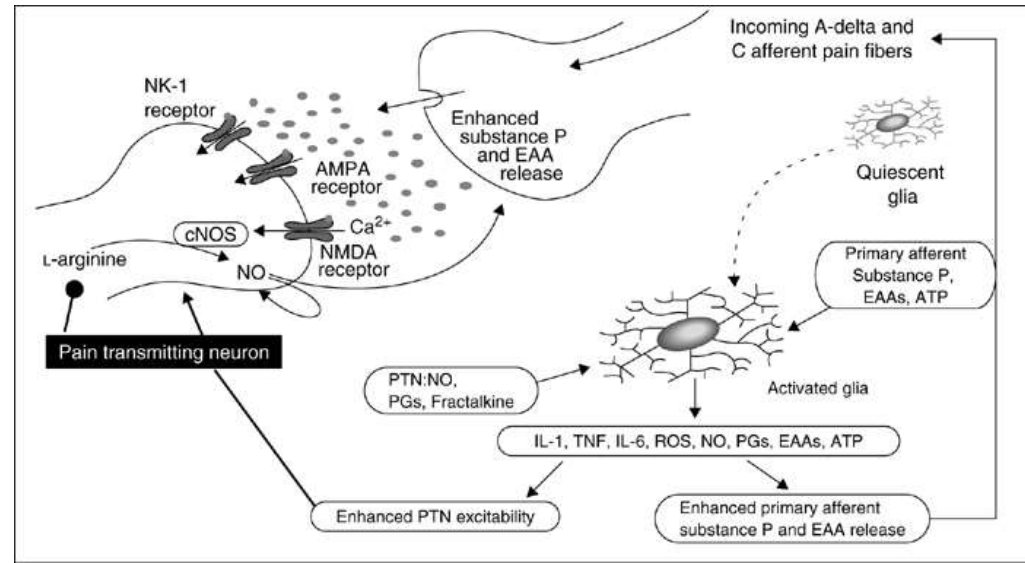 Incoming A-delta and
C afferent pain fibers
NK-1
receptor
Enhanced
substance P
and EAA
release
AMPA
receptor
Quiescent
glia
Ca²⁺
cNOS
NMDA
receptor
L-arginine
NO
Primary afferent
Substance P,
EAAs, ATP
Pain transmitting neuron
PTN:NO,
PGs, Fractalkine
Activated glia
IL-1, TNF, IL-6, ROS, NO, PGs, EAAs, ATP
Enhanced PTN excitability
Enhanced primary afferent
substance P and EAA release